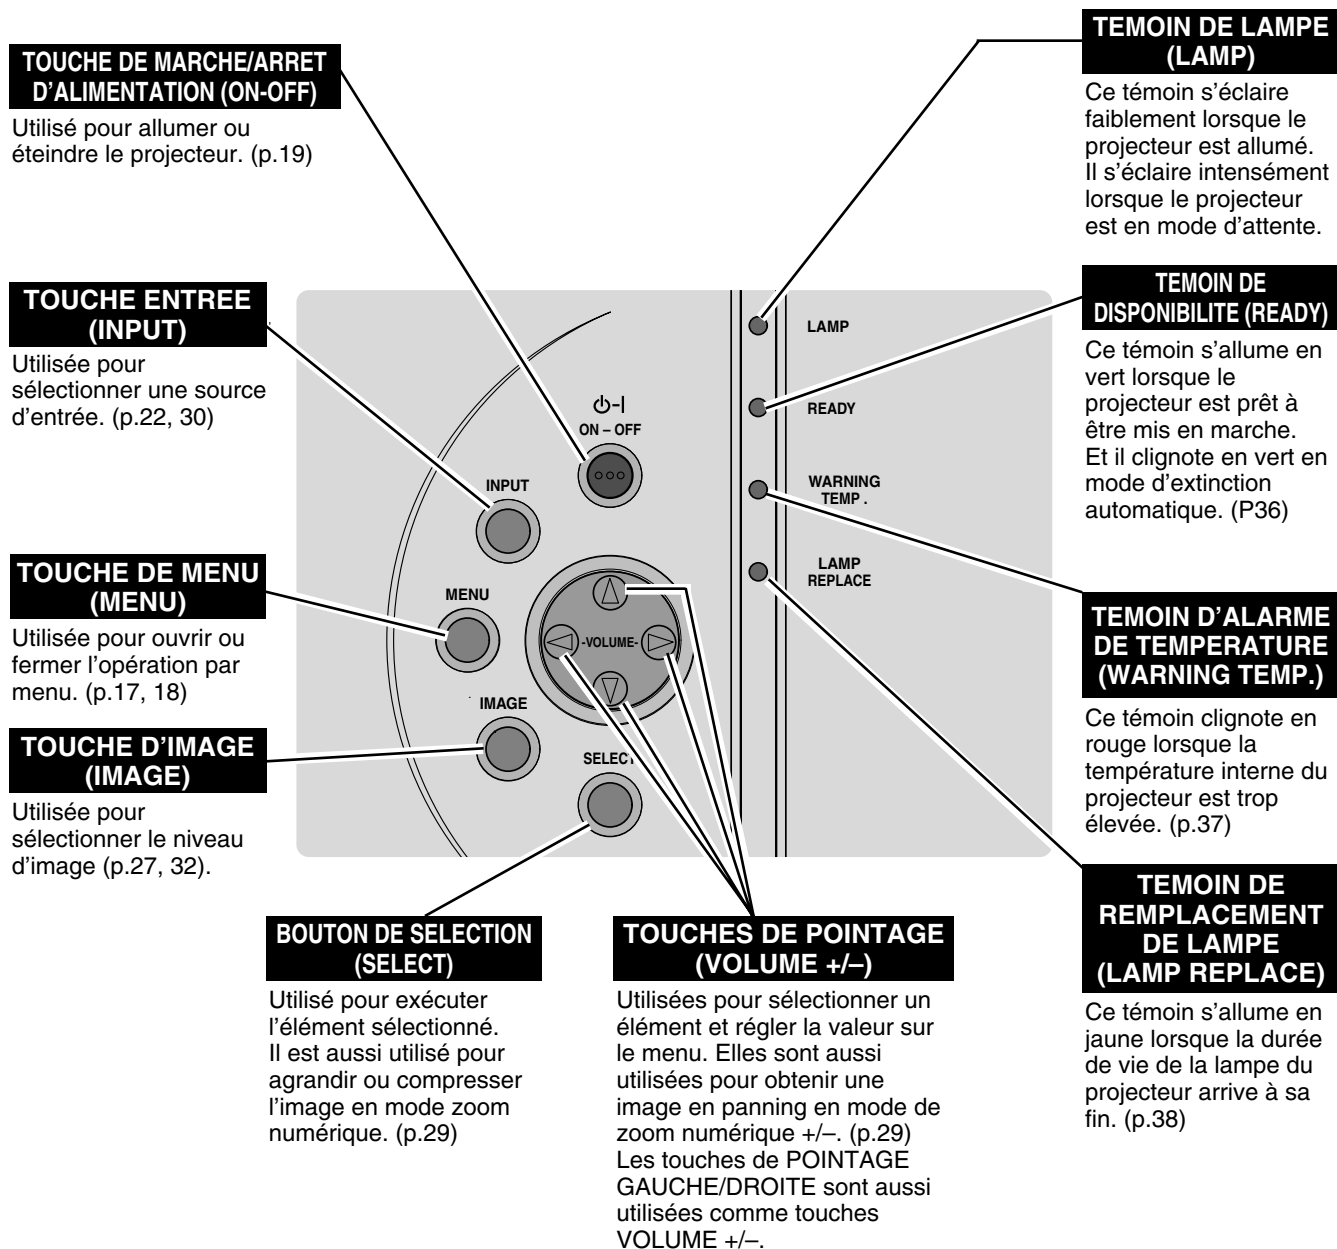 TOUCHE DE MARCHE/ARRET
D'ALIMENTATION (ON-OFF)
Utilisé pour allumer ou
éteindre le projecteur. (p.19)
TOUCHE ENTREE
(INPUT)
Utilisée pour
sélectionner une source
d'entrée. (p.22, 30)
TOUCHE DE MENU
(MENU)
Utilisée pour ouvrir ou
fermer l'opération par
menu. (p.17, 18)
TOUCHE D'IMAGE
(IMAGE)
Utilisée pour
sélectionner le niveau
d'image (p.27, 32).
ON – OFF
INPUT
MENU
-VOLUME-
IMAGE
SELECT
LAMP
READY
WARNING
TEMP .
LAMP
REPLACE
BOUTON DE SELECTION
(SELECT)
Utilisé pour exécuter
l'élément sélectionné.
Il est aussi utilisé pour
agrandir ou compresser
l'image en mode zoom
numérique. (p.29)
TOUCHES DE POINTAGE
(VOLUME +/–)
Utilisées pour sélectionner un
élément et régler la valeur sur
le menu. Elles sont aussi
utilisées pour obtenir une
image en panning en mode de
zoom numérique +/–. (p.29)
Les touches de POINTAGE
GAUCHE/DROITE sont aussi
utilisées comme touches
VOLUME +/–.
TEMOIN DE LAMPE
(LAMP)
Ce témoin s'éclaire
faiblement lorsque le
projecteur est allumé.
Il s'éclaire intensément
lorsque le projecteur
est en mode d'attente.
TEMOIN DE
DISPONIBILITE (READY)
Ce témoin s'allume en
vert lorsque le
projecteur est prêt à
être mis en marche.
Et il clignote en vert en
mode d'extinction
automatique. (P36)
TEMOIN D'ALARME
DE TEMPERATURE
(WARNING TEMP.)
Ce témoin clignote en
rouge lorsque la
température interne du
projecteur est trop
élevée. (p.37)
TEMOIN DE
REMPLACEMENT
DE LAMPE
(LAMP REPLACE)
Ce témoin s'allume en
jaune lorsque la durée
de vie de la lampe du
projecteur arrive à sa
fin. (p.38)